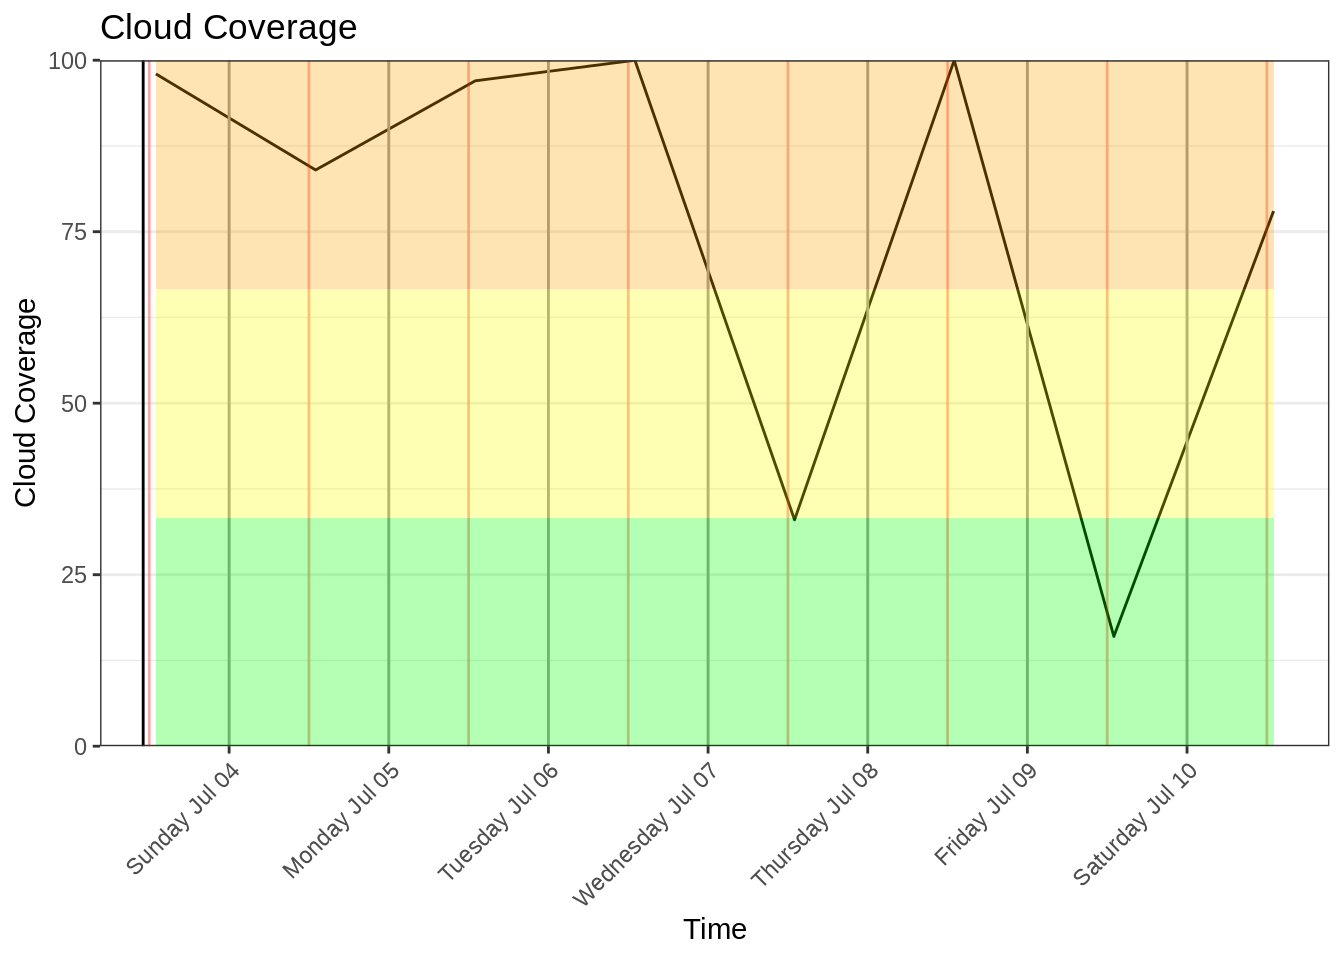 Cloud Coverage
100
75
50
25
0
Cloud Coverage
Sunday Jul 04
Monday Jul 05
Tuesday Jul 06
Wednesday Jul 07
Thursday Jul 08
Friday Jul 09
Saturday Jul 10
Time